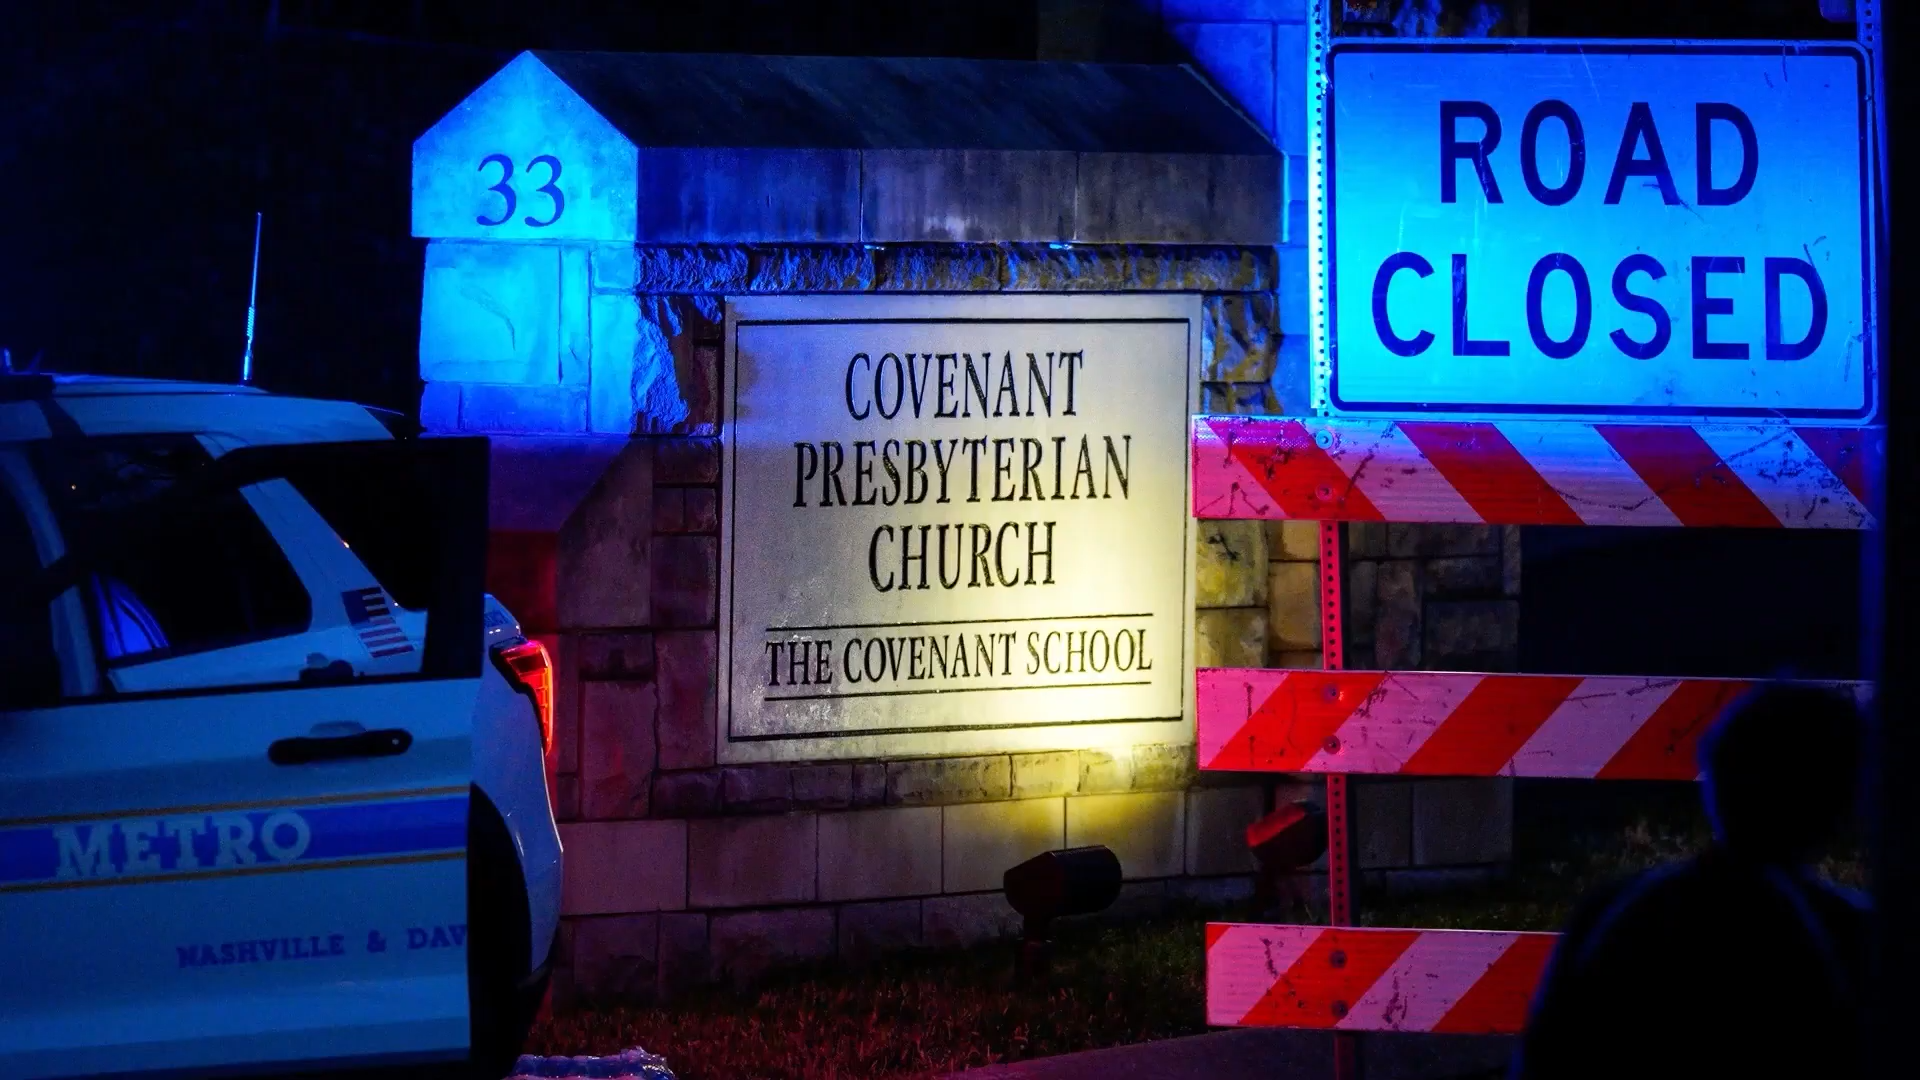 33
COVENANT
PRESBYTERIAN
CHURCH
THE COVENANT SCHOOL
ROAD
CLOSED
METRO
NASHVILLE & DAV